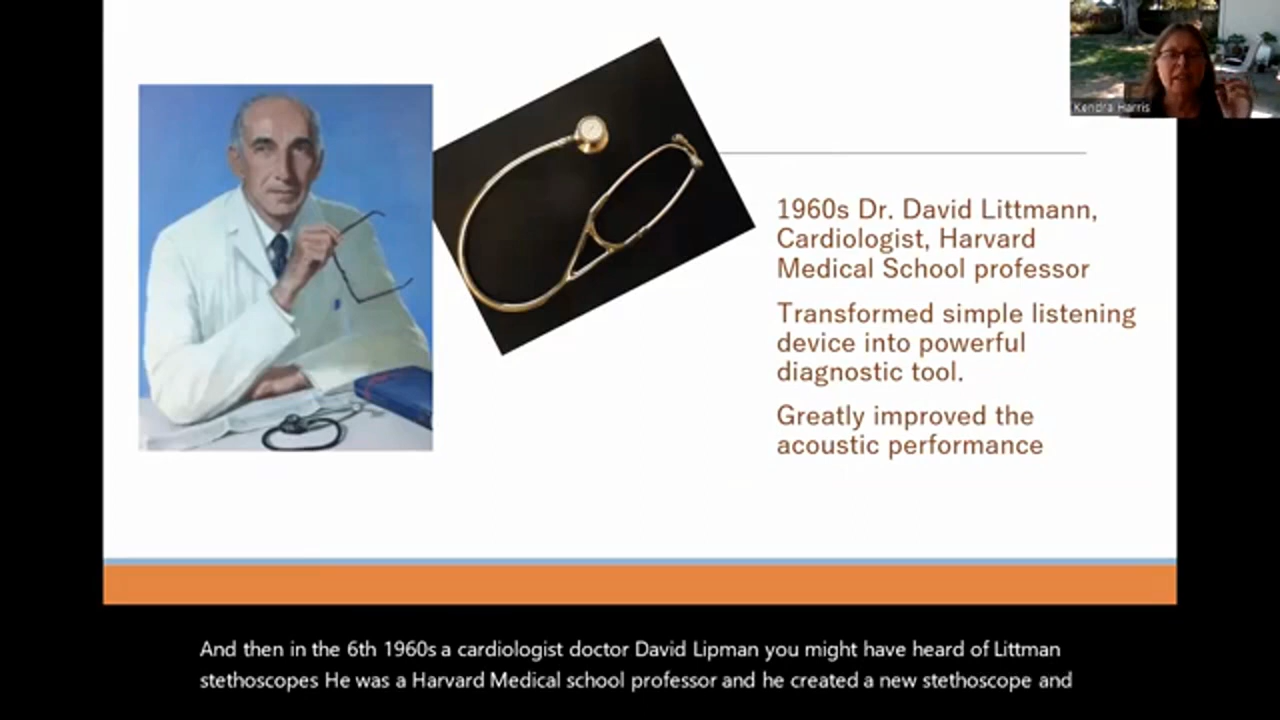 Kendra Harris
1960s Dr. David Littmann,
Cardiologist, Harvard
Medical School professor
Transformed simple listening
device into powerful
diagnostic tool.
Greatly improved the
acoustic performance
And then in the 6th 1960s a cardiologist doctor David Lipman you might have heard of Littman
stethoscopes He was a Harvard Medical school professor and he created a new stethoscope and